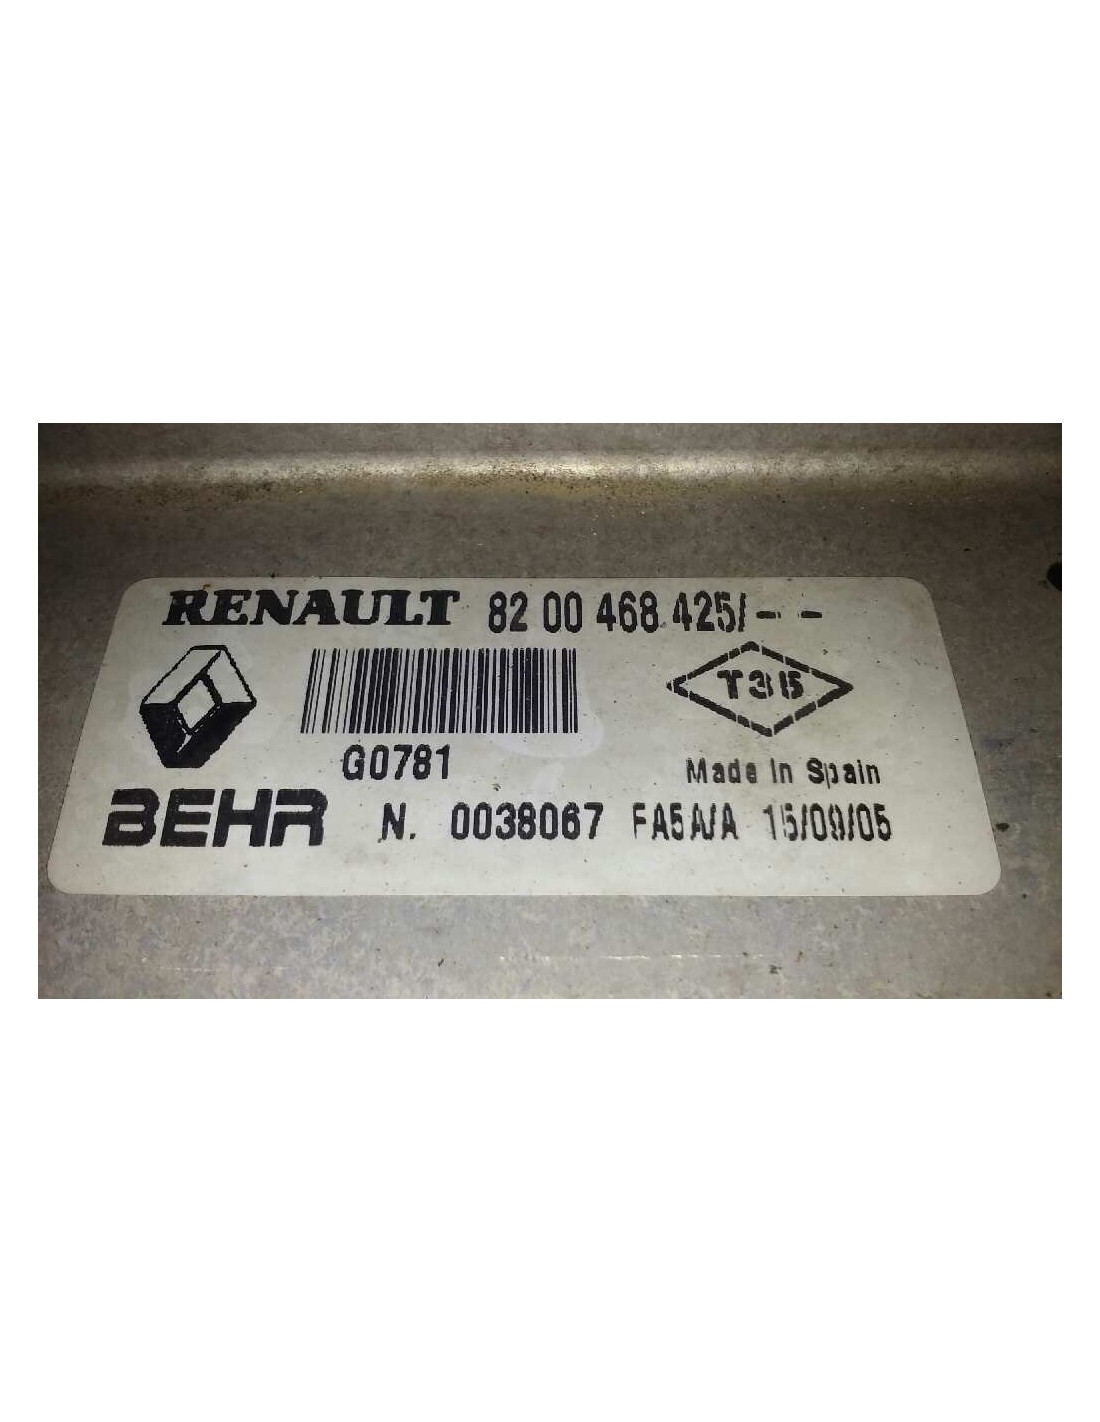 RENAULT 82 00 468 425/- -
T35
G0781
Made In Spain
BEHR N. 0038067 FA5A/A 15/09/05